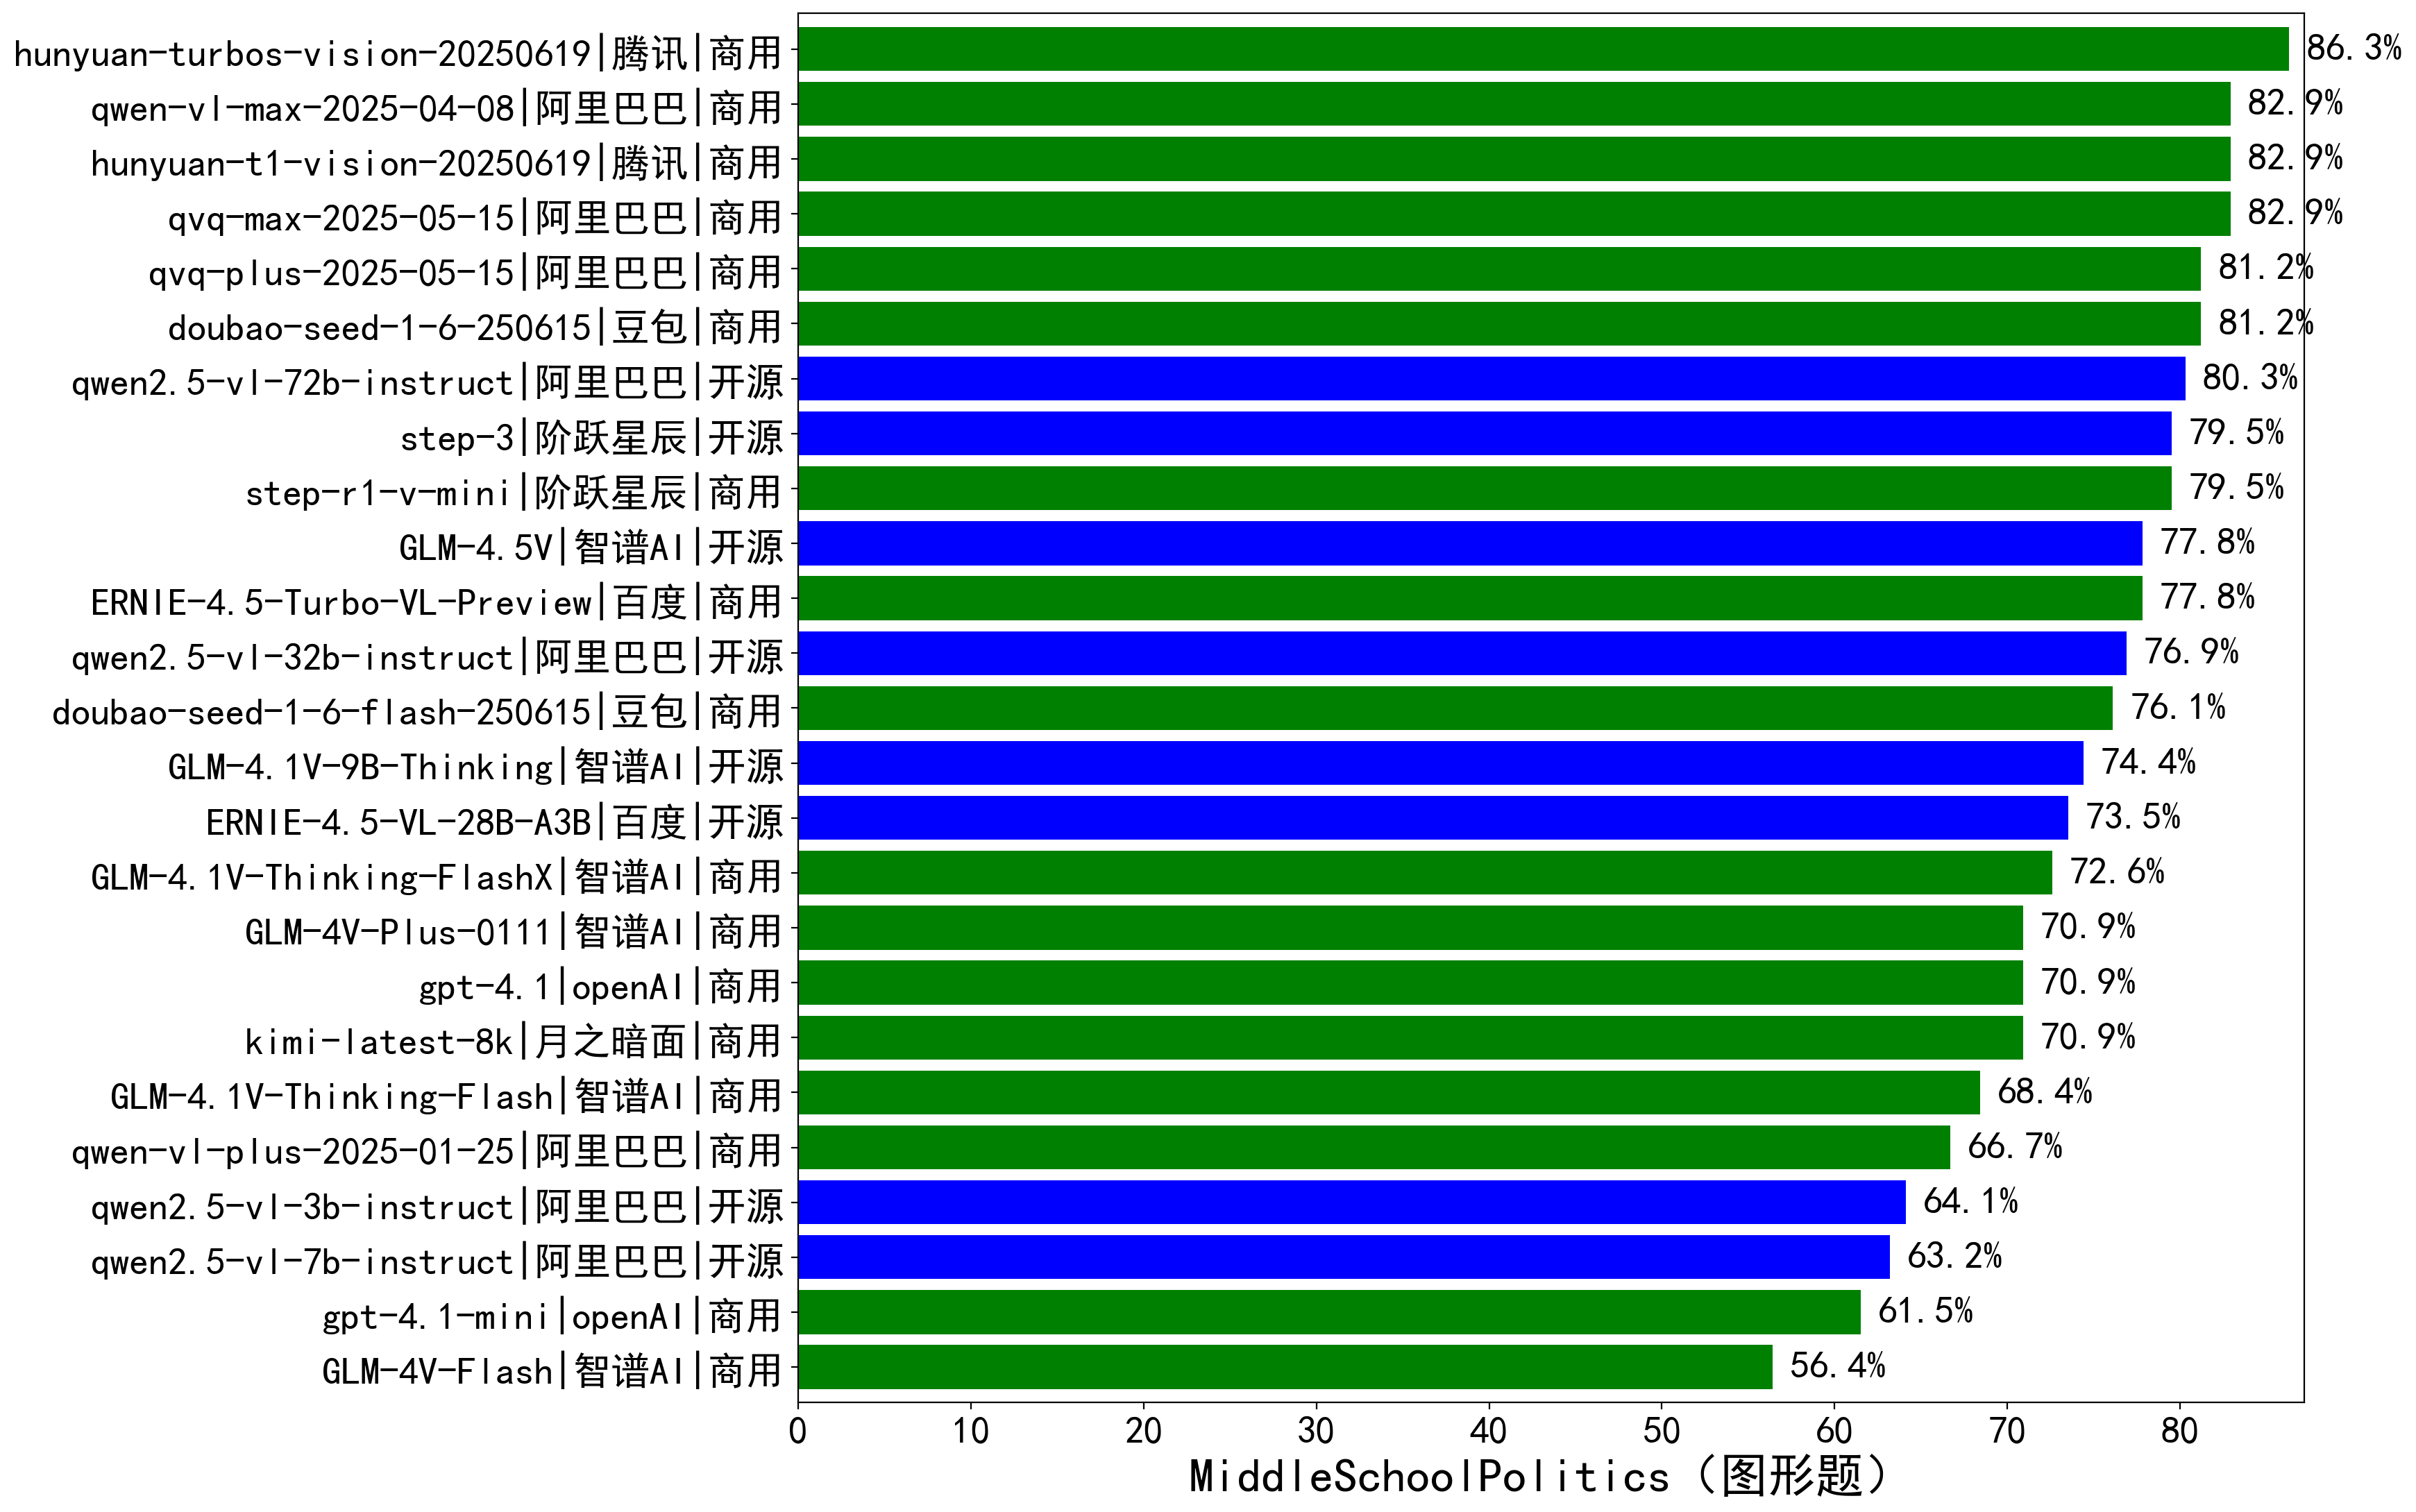 hunyuan-turbos-vision-20250619|腾讯|商用 86.3%
qwen-vl-max-2025-04-08|阿里巴巴|商用 82.9%
hunyuan-t1-vision-20250619|腾讯|商用 82.9%
qvq-max-2025-05-15|阿里巴巴|商用 82.9%
qvq-plus-2025-05-15|阿里巴巴|商用 81.2%
doubao-seed-1-6-250615|豆包|商用 81.2%
qwen2.5-vl-72b-instruct|阿里巴巴|开源 80.3%
step-3|阶跃星辰|开源 79.5%
step-r1-v-mini|阶跃星辰|商用 79.5%
GLM-4.5V|智谱AI|开源 77.8%
ERNIE-4.5-Turbo-VL-Preview|百度|商用 77.8%
qwen2.5-vl-32b-instruct|阿里巴巴|开源 76.9%
doubao-seed-1-6-flash-250615|豆包|商用 76.1%
GLM-4.1V-9B-Thinking|智谱AI|开源 74.4%
ERNIE-4.5-VL-28B-A3B|百度|开源 73.5%
GLM-4.1V-Thinking-FlashX|智谱AI|商用 72.6%
GLM-4V-Plus-0111|智谱AI|商用 70.9%
gpt-4.1|openAI|商用 70.9%
kimi-latest-8k|月之暗面|商用 70.9%
GLM-4.1V-Thinking-Flash|智谱AI|商用 68.4%
qwen-vl-plus-2025-01-25|阿里巴巴|商用 66.7%
qwen2.5-vl-3b-instruct|阿里巴巴|开源 64.1%
qwen2.5-vl-7b-instruct|阿里巴巴|开源 63.2%
gpt-4.1-mini|openAI|商用 61.5%
GLM-4V-Flash|智谱AI|商用 56.4%
0 10 20 30 40 50 60 70 80
MiddleSchoolPolitics（图形题）